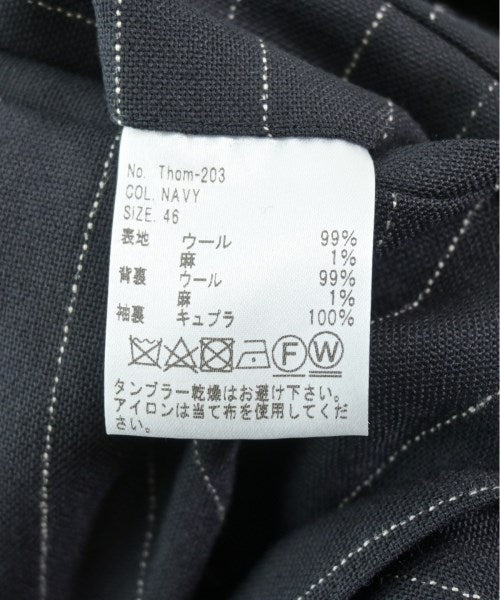 No. Thom-203
COL. NAVY
SIZE. 46
表地 ウール 99%
麻 1%
背裏 ウール 99%
麻 1%
袖裏 キュプラ 100%
F W
タンブラー乾燥はお避け下さい。
アイロンは当て布を使用してくだ
さい。